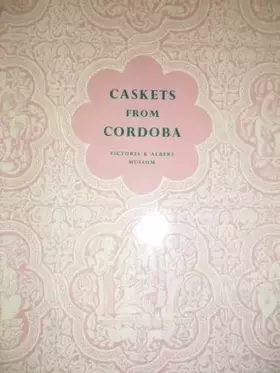 CASKETS
FROM
CORDOBA
VICTORIA & ALBERT
MUSEUM